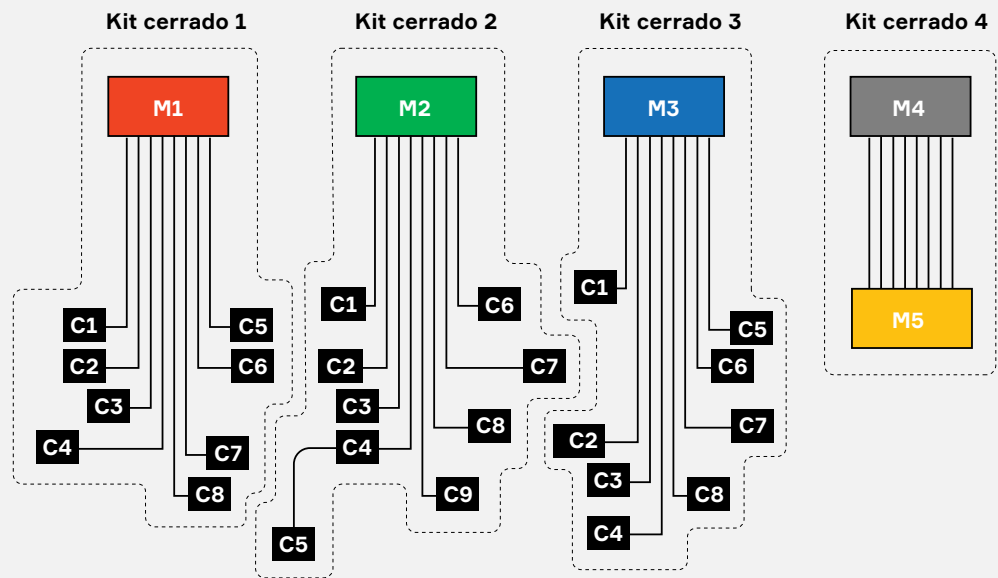 Kit cerrado 1
Kit cerrado 2
Kit cerrado 3
Kit cerrado 4
M1
C1
C2
C3
C4
C5
C6
C7
C8
M2
C1
C2
C3
C4
C5
C6
C7
C8
C9
M3
C1
C2
C3
C4
C5
C6
C7
C8
M4
M5